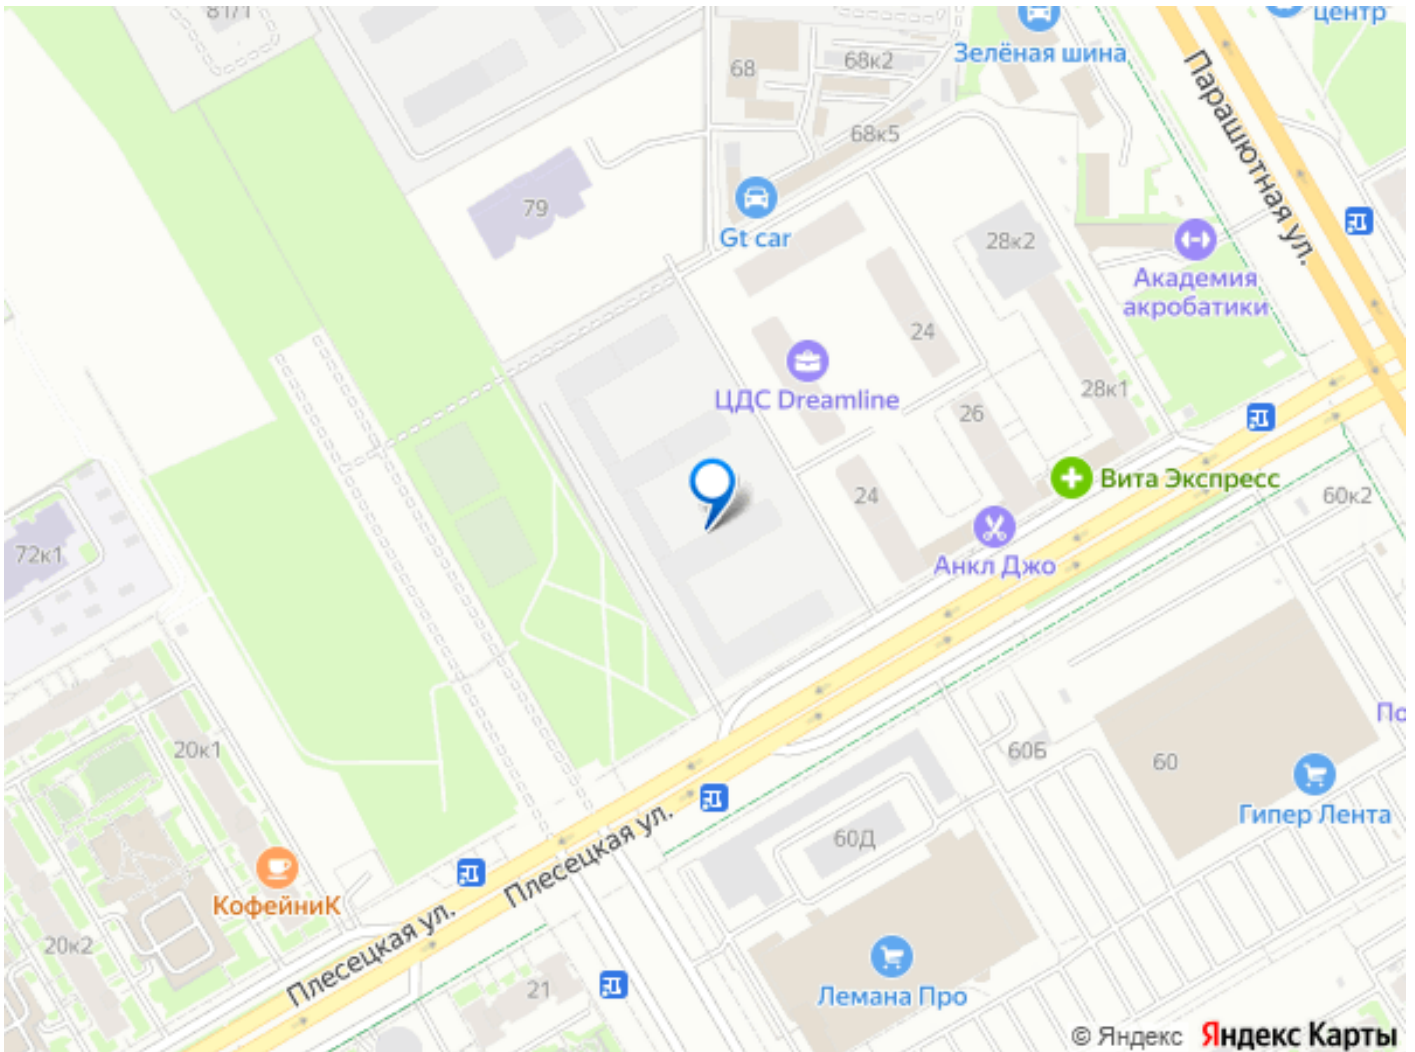 81/1
центр
Зелёная шина
68
68к2
68к5
Парашютная ул.
79
Gt car
28к2
Академия
акробатики
24
ЦДС Dreamline
28к1
26
24
Вита Экспресс
60к2
Анкл Джо
72к1
20к1
По
60Б
60
Гипер Лента
60Д
Плесецкая ул.
КофейниК
20к2
Плесецкая ул.
21
Лемана Про
© Яндекс Яндекс Карты